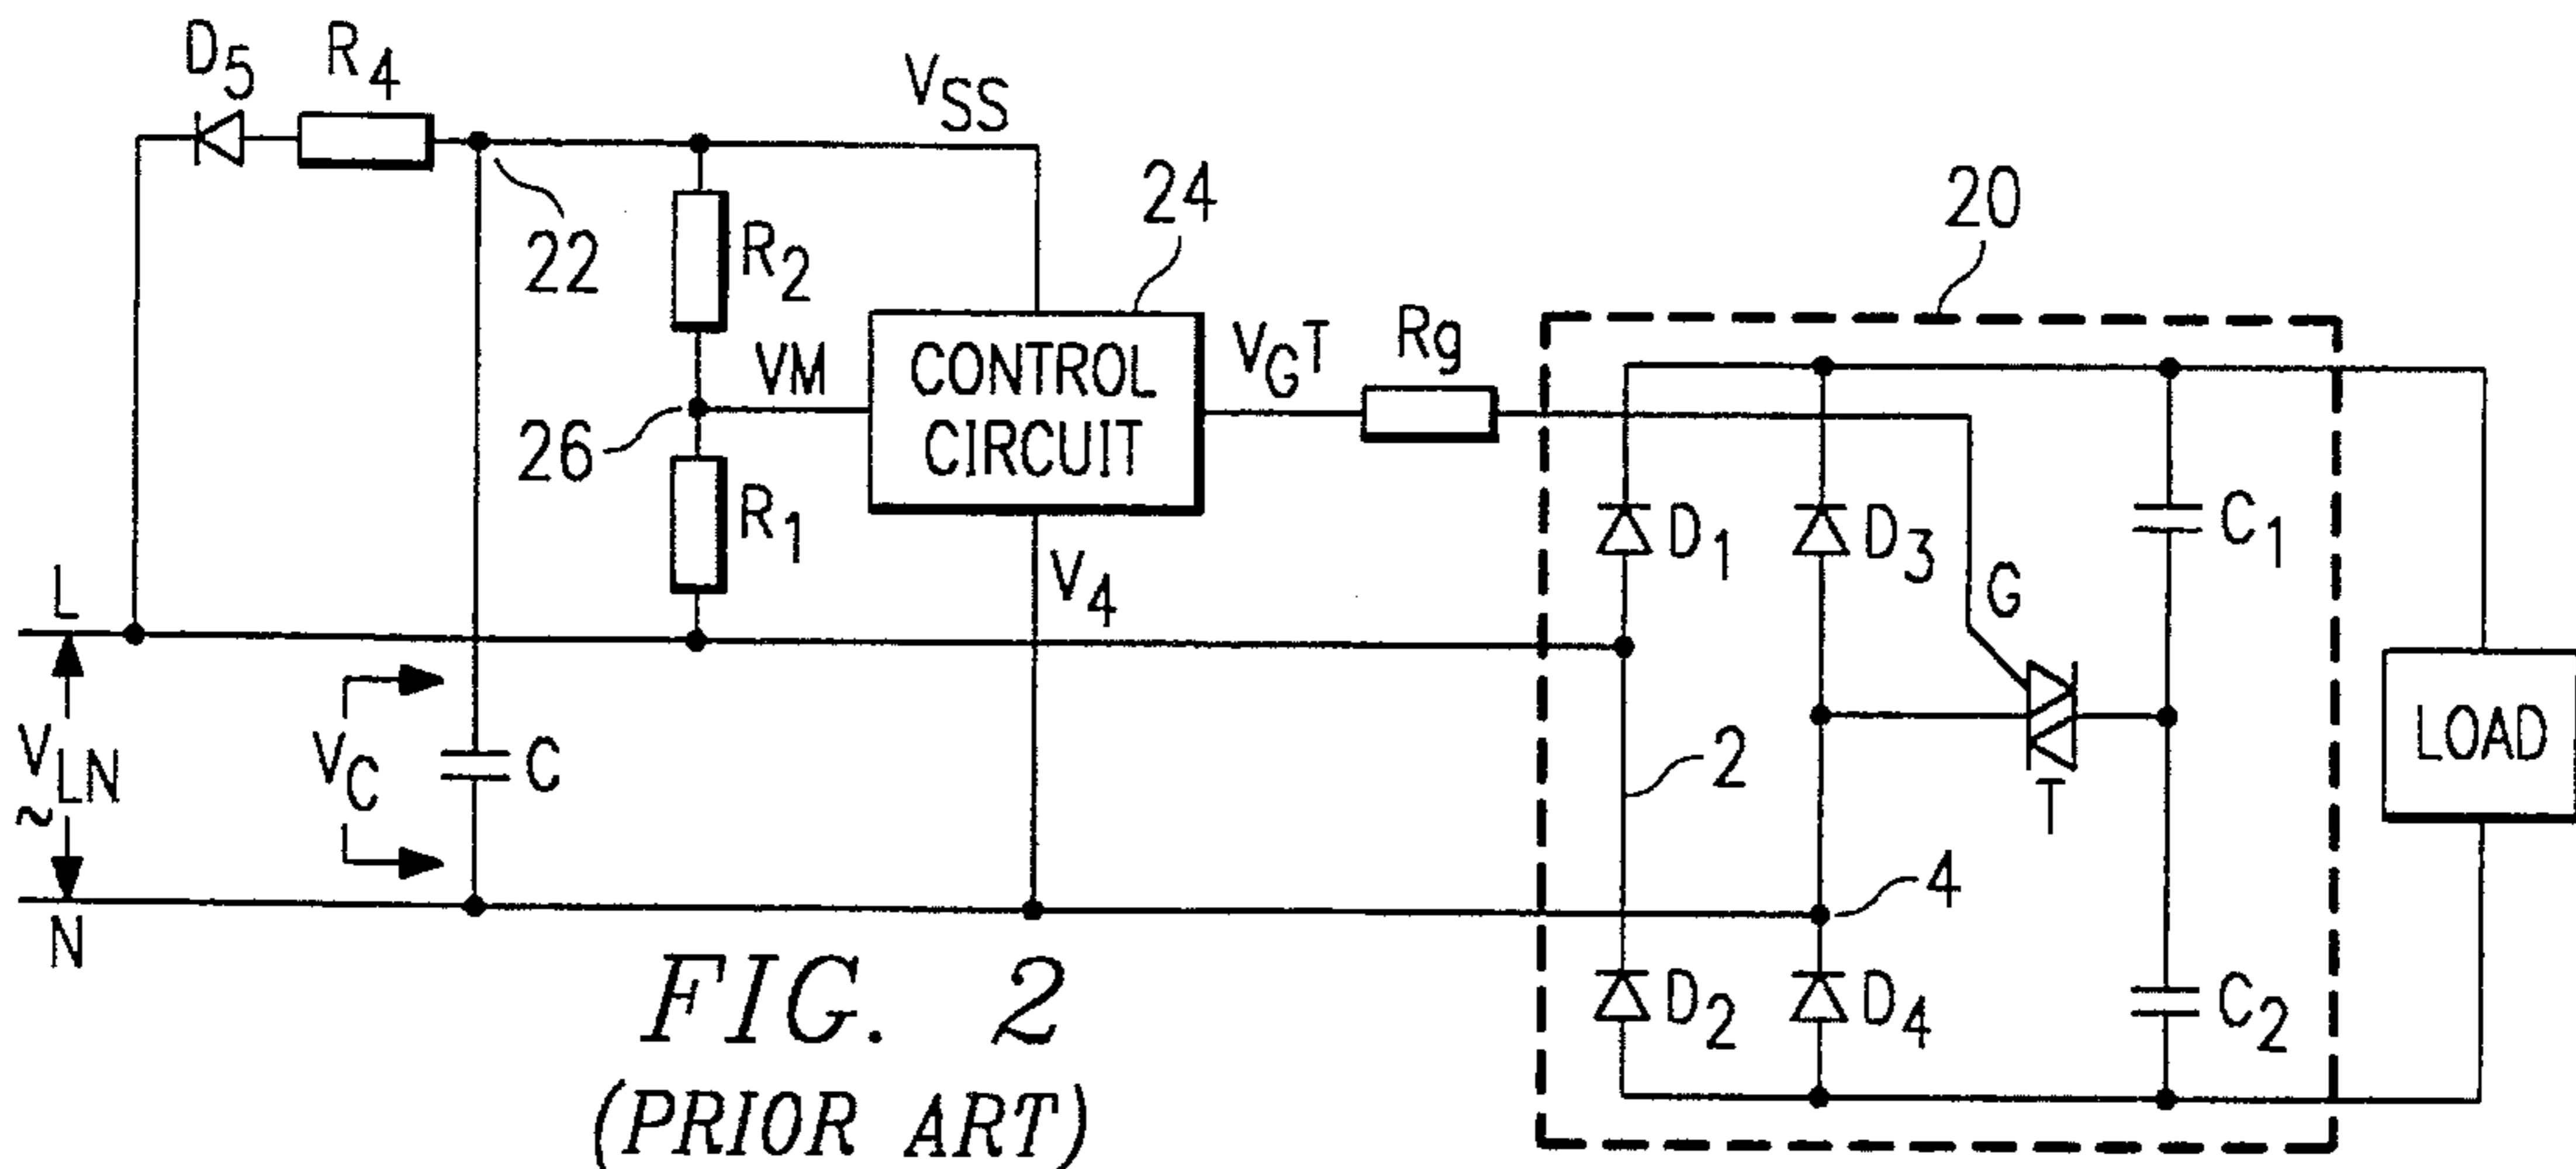 D5
R4
VSS
22
R2
24
20
VM
CONTROL
CIRCUIT
VGT
Rg
26
R1
V4
D1
D3
C1
G
L
VLN
~
VC
C
2
T
LOAD
4
N
D2
D4
C2
FIG. 2
(PRIOR ART)